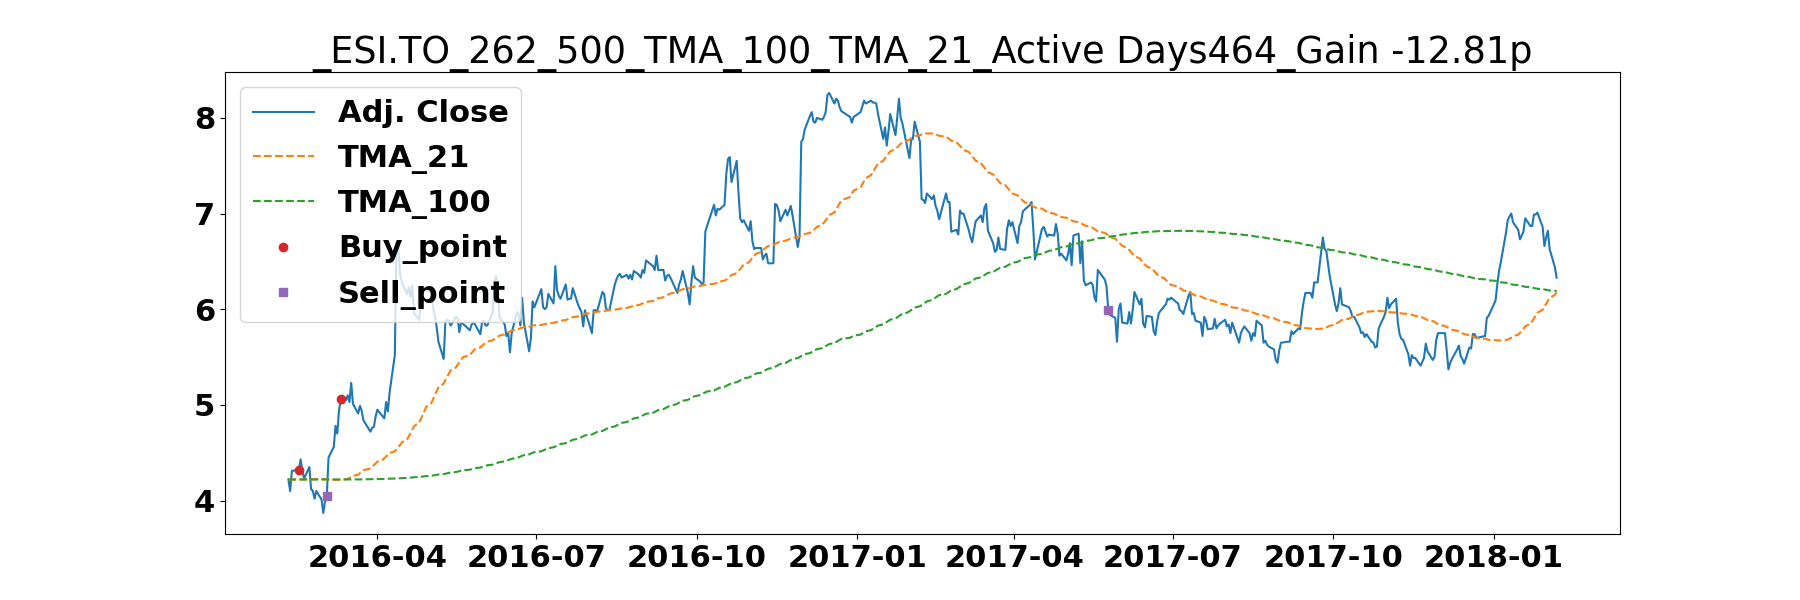 _ESI.TO_262_500_TMA_100_TMA_21_Active Days464_Gain -12.81p
Adj. Close
TMA_21
TMA_100
Buy_point
Sell_point
8
7
6
5
4
2016-04 2016-07 2016-10 2017-01 2017-04 2017-07 2017-10 2018-01